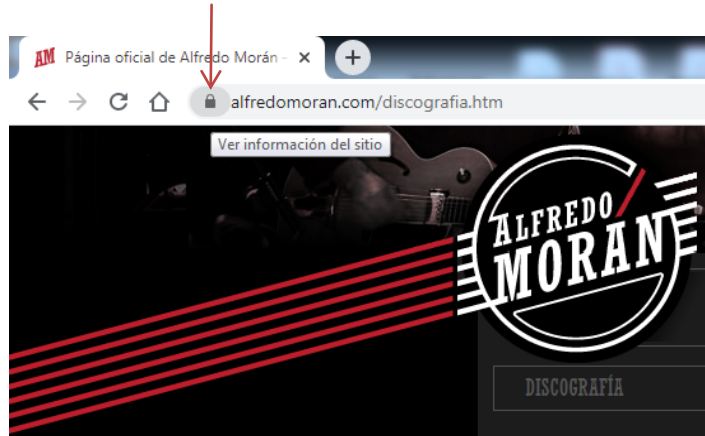 AM Página oficial de Alfredo Morán -
alfredomoran.com/discografia.htm
Ver información del sitio
ALFREDO
MORÁN
DISCOGRAFÍA